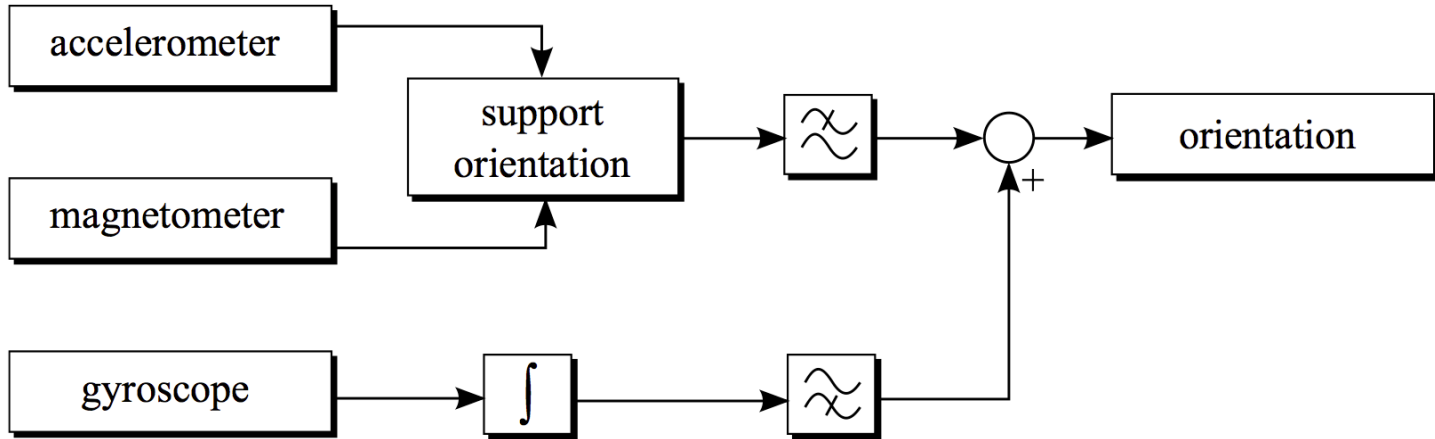 accelerometer
support
orientation
orientation
magnetometer
+
gyroscope
∫